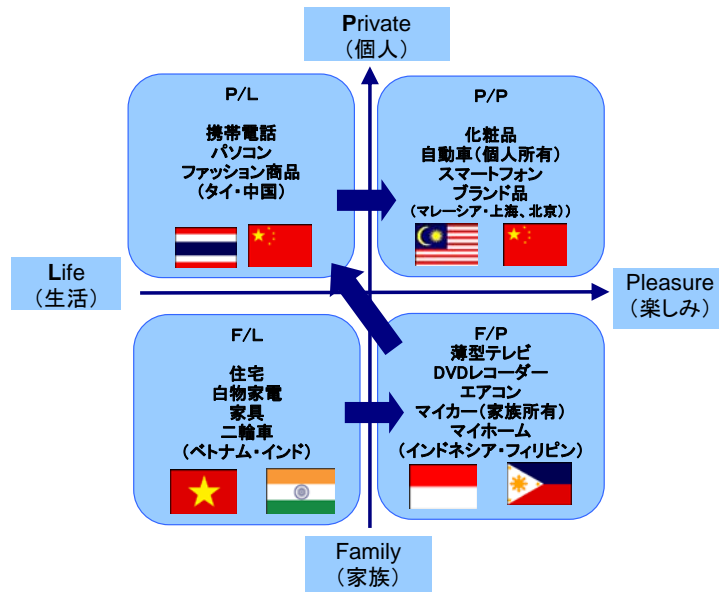 Private
（個人）
P/L
携帯電話
パソコン
ファッション商品
(タイ・中国)
P/P
化粧品
自動車(個人所有)
スマートフォン
ブランド品
(マレーシア・上海、北京))
Life
（生活）
Pleasure
（楽しみ）
F/L
住宅
白物家電
家具
二輪車
(ベトナム・インド)
F/P
薄型テレビ
DVDレコーダー
エアコン
マイカー(家族所有)
マイホーム
(インドネシア・フィリピン)
Family
（家族）